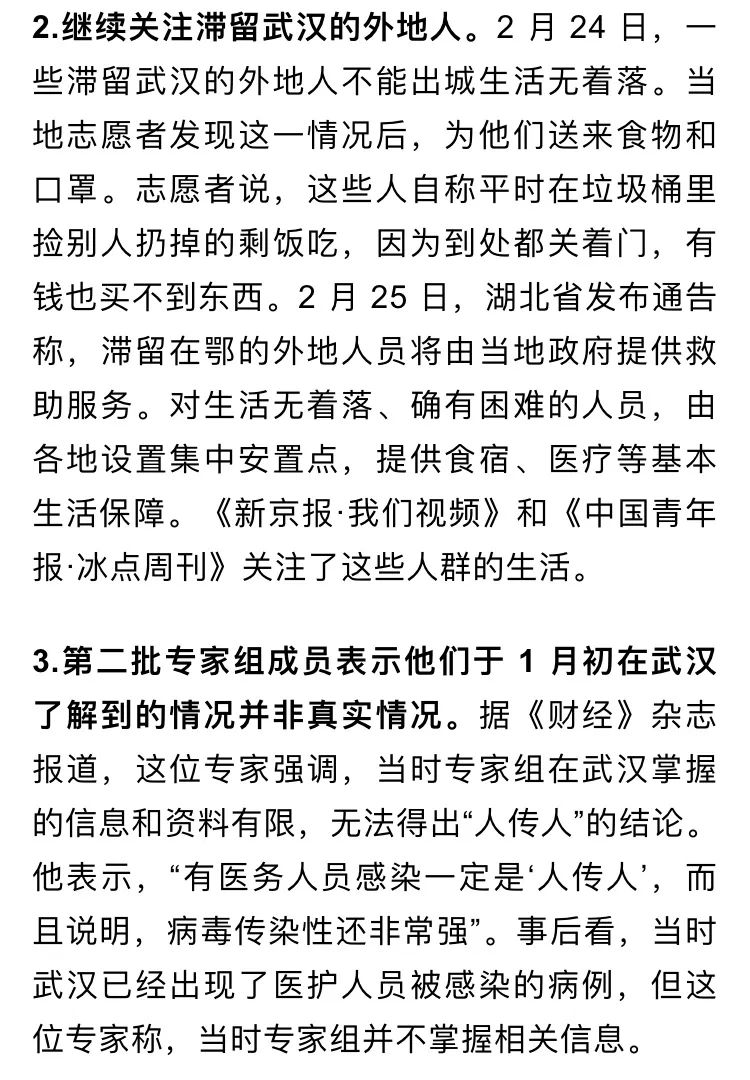 2.继续关注滞留武汉的外地人。2 月 24 日，一
些滞留武汉的外地人不能出城生活无着落。当
地志愿者发现这一情况后，为他们送来食物和
口罩。志愿者说，这些人自称平时在垃圾桶里
捡别人扔掉的剩饭吃，因为到处都关着门，有
钱也买不到东西。2 月 25 日，湖北省发布通告
称，滞留在鄂的外地人员将由当地政府提供救
助服务。对生活无着落、确有困难的人员，由
各地设置集中安置点，提供食宿、医疗等基本
生活保障。《新京报·我们视频》和《中国青年
报·冰点周刊》关注了这些人群的生活。
3.第二批专家组成员表示他们于 1 月初在武汉
了解到的情况并非真实情况。据《财经》杂志
报道，这位专家强调，当时专家组在武汉掌握
的信息和资料有限，无法得出“人传人”的结论。
他表示，“有医务人员感染一定是‘人传人’，而
且说明，病毒传染性还非常强”。事后看，当时
武汉已经出现了医护人员被感染的病例，但这
位专家称，当时专家组并不掌握相关信息。